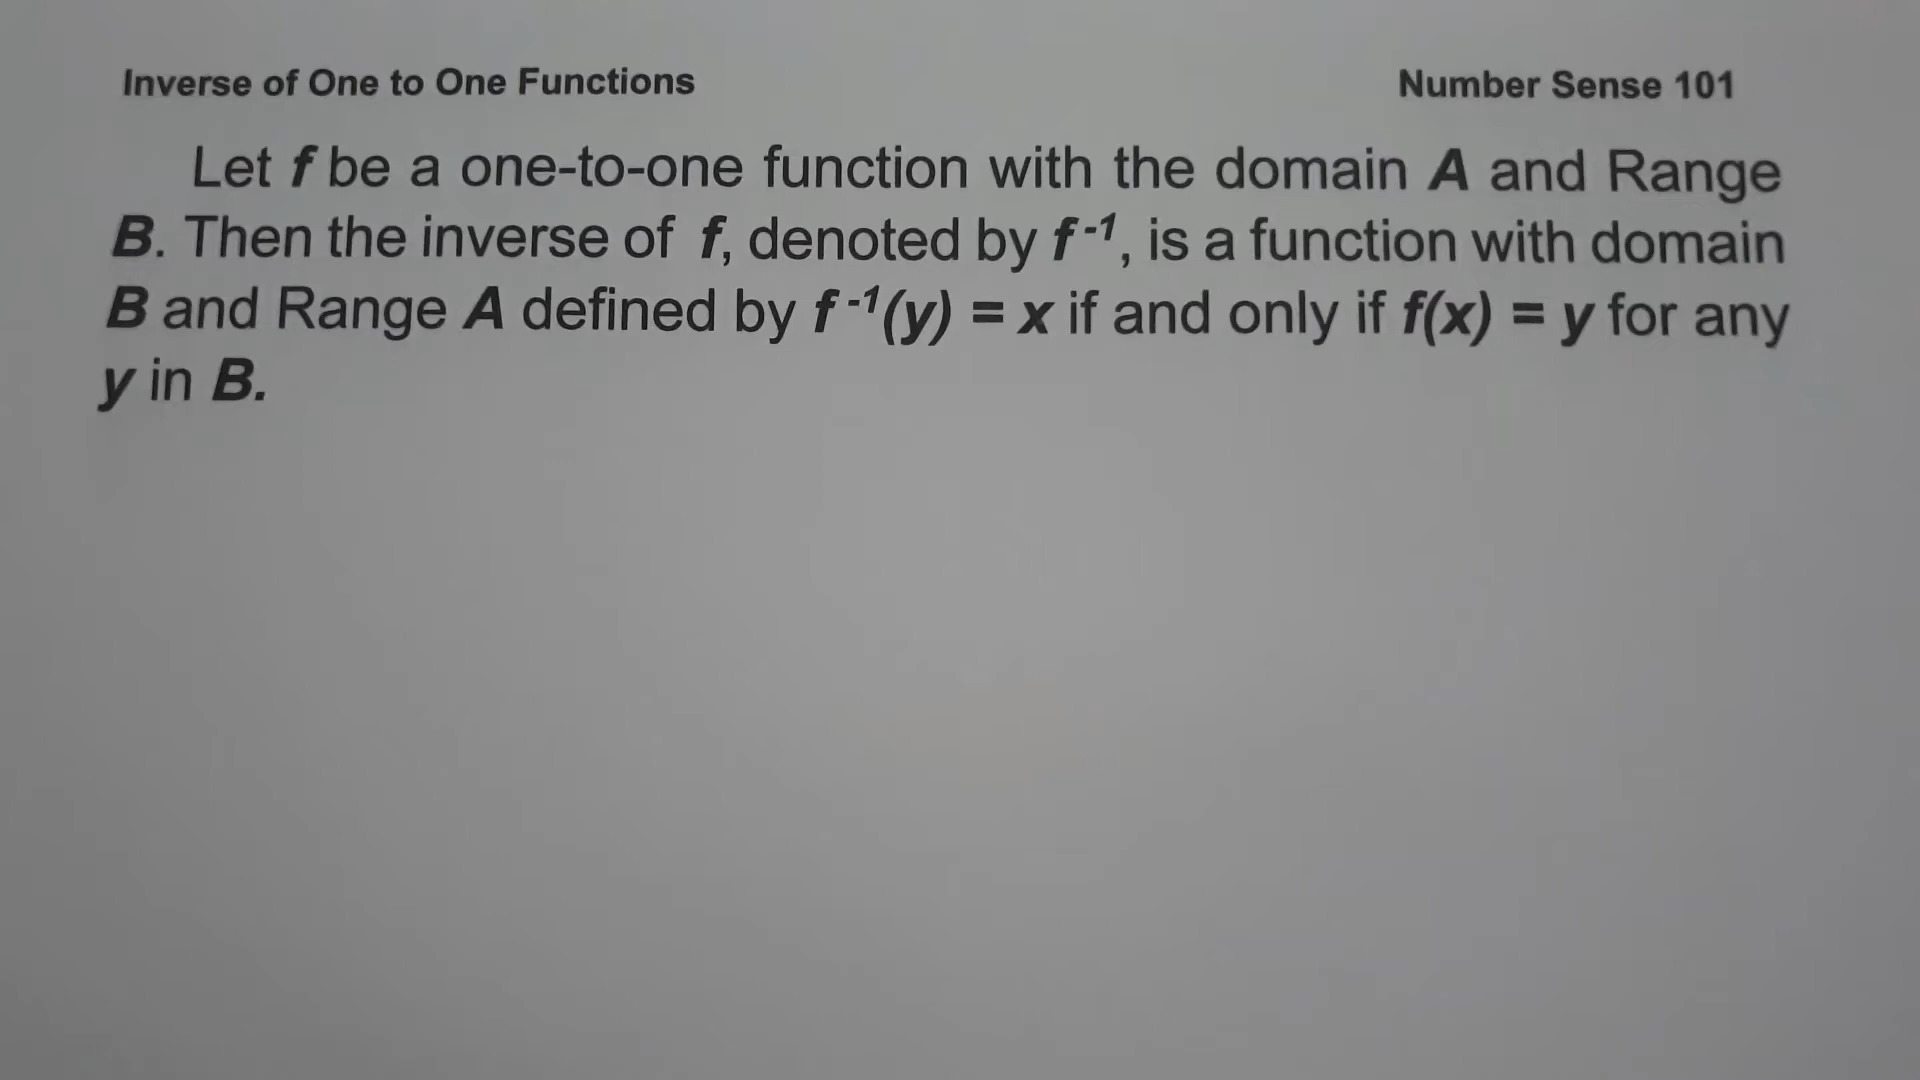 Inverse of One to One Functions
Number Sense 101
Let f be a one-to-one function with the domain A and Range
B. Then the inverse of f, denoted by f⁻¹, is a function with domain
B and Range A defined by f⁻¹(y) = x if and only if f(x) = y for any
y in B.